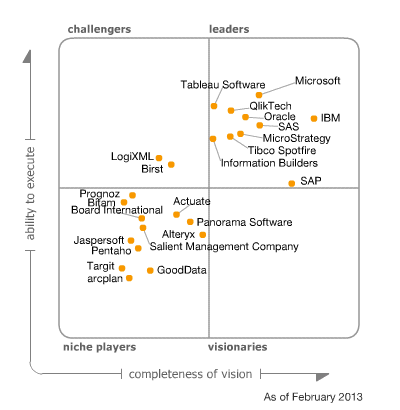 challengers
leaders
Tableau Software
Microsoft
QlikTech
Oracle
IBM
SAS
MicroStrategy
Tibco Spotfire
Information Builders
LogiXML
Birst
SAP
Prognoz
Bitam
Actuate
Board International
Panorama Software
Alteryx
Jaspersoft
Salient Management Company
Pentaho
Targit
GoodData
arcplan
niche players
visionaries
ability to execute
completeness of vision
As of February 2013